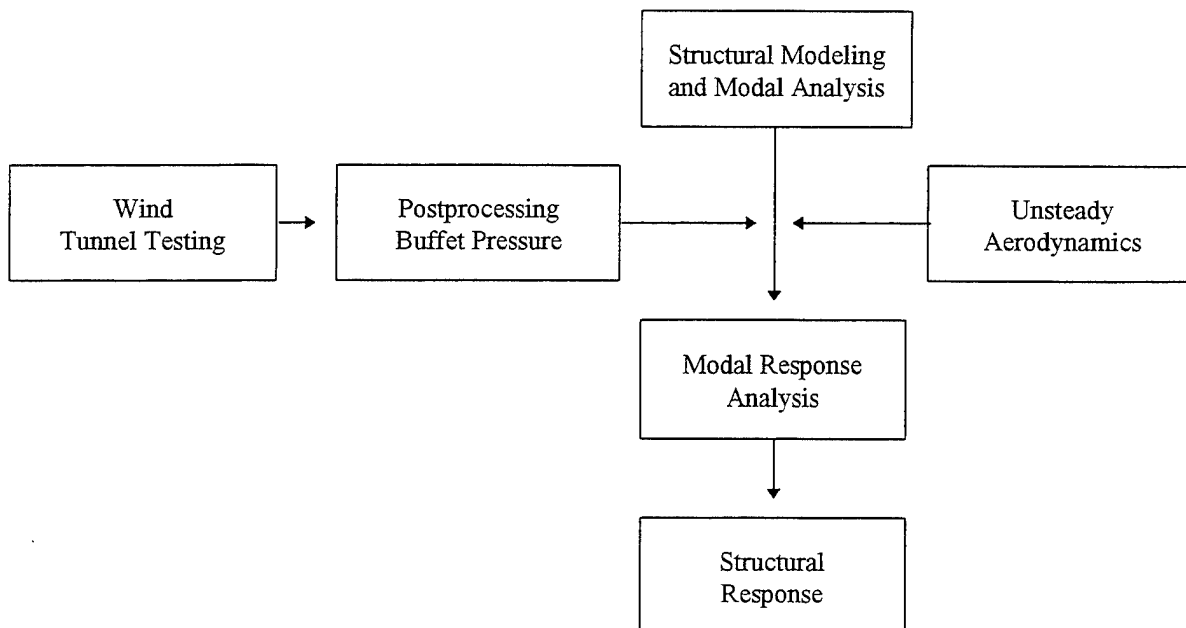 Structural Modeling
and Modal Analysis
Wind
Tunnel Testing
Postprocessing
Buffet Pressure
Unsteady
Aerodynamics
Modal Response
Analysis
Structural
Response